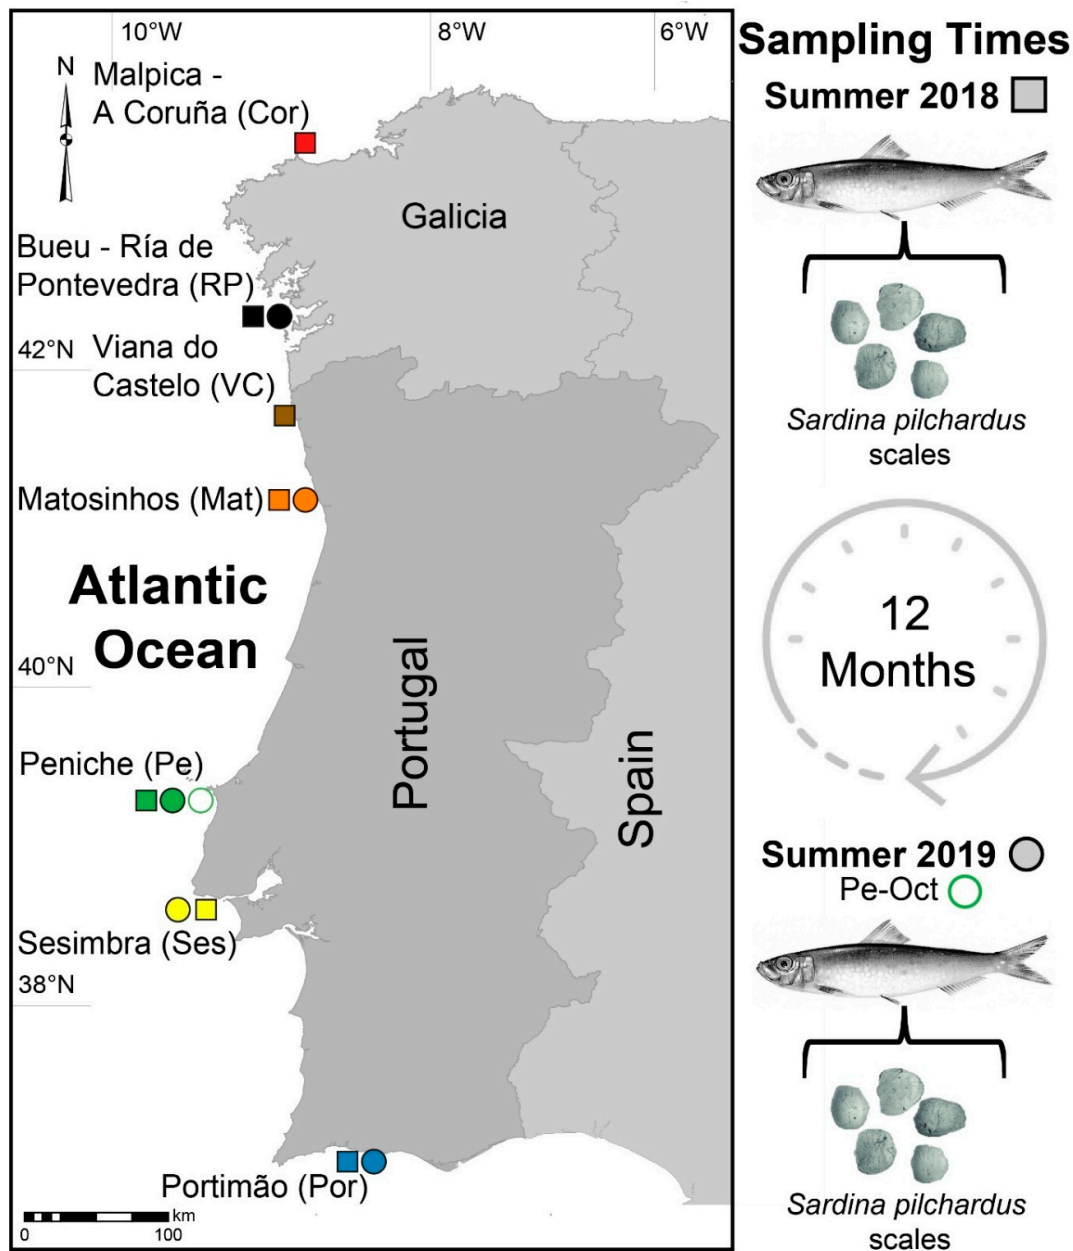 10°W
8°W
6°W
N
Malpica -
A Coruña (Cor)
Galicia
Bueu - Ría de
Pontevedra (RP)
42°N
Viana do
Castelo (VC)
Matosinhos (Mat)
Atlantic
Ocean
40°N
Portugal
Spain
Peniche (Pe)
Sesimbra (Ses)
38°N
Portimão (Por)
km
0
100
Sampling Times
Summer 2018
Sardina pilchardus
scales
12
Months
Summer 2019
Pe-Oct
Sardina pilchardus
scales